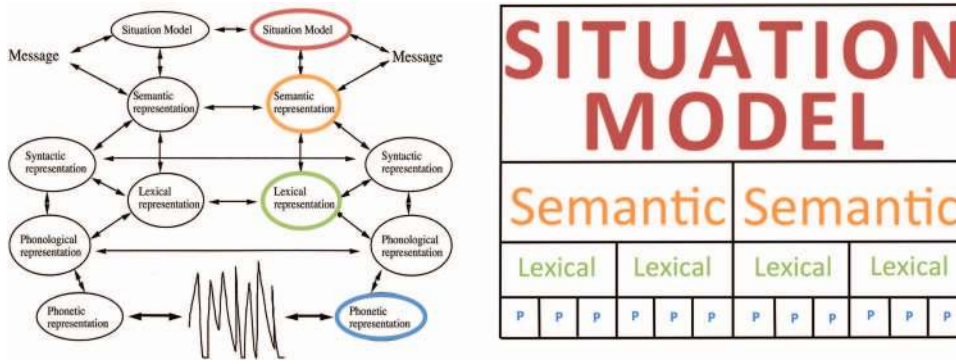 Situation Model
Situation Model
Message
Message
Semantic
representation
Semantic
representation
Syntactic
representation
Syntactic
representation
Lexical
representation
Lexical
representation
Phonological
representation
Phonological
representation
Phonetic
representation
Phonetic
representation
SITUATION
MODEL
Semantic Semantic
Lexical Lexical Lexical Lexical
P P P P P P P P P P P P